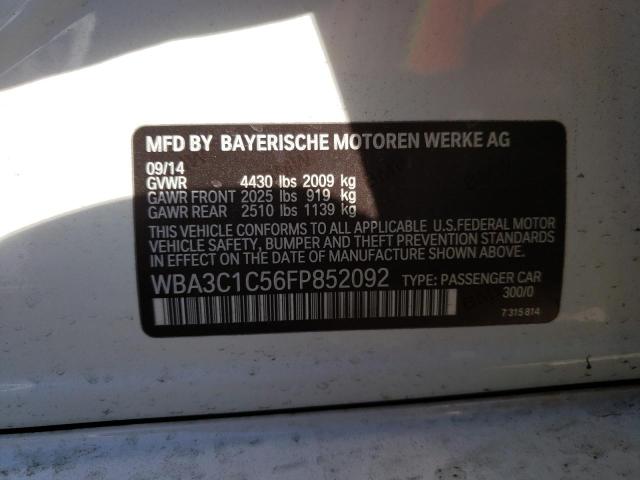 MFD BY BAYERISCHE MOTOREN WERKE AG
09/14
GVWR 4430 lbs 2009 kg
GAWR FRONT 2025 lbs 919 kg
GAWR REAR 2510 lbs 1139 kg
THIS VEHICLE CONFORMS TO ALL APPLICABLE U.S.FEDERAL MOTOR
VEHICLE SAFETY, BUMPER AND THEFT PREVENTION STANDARDS
IN EFFECT ON THE DATE OF MANUFACTURE SHOWN ABOVE.
WBA3C1C56FP852092 TYPE: PASSENGER CAR
300/0
7 315 814